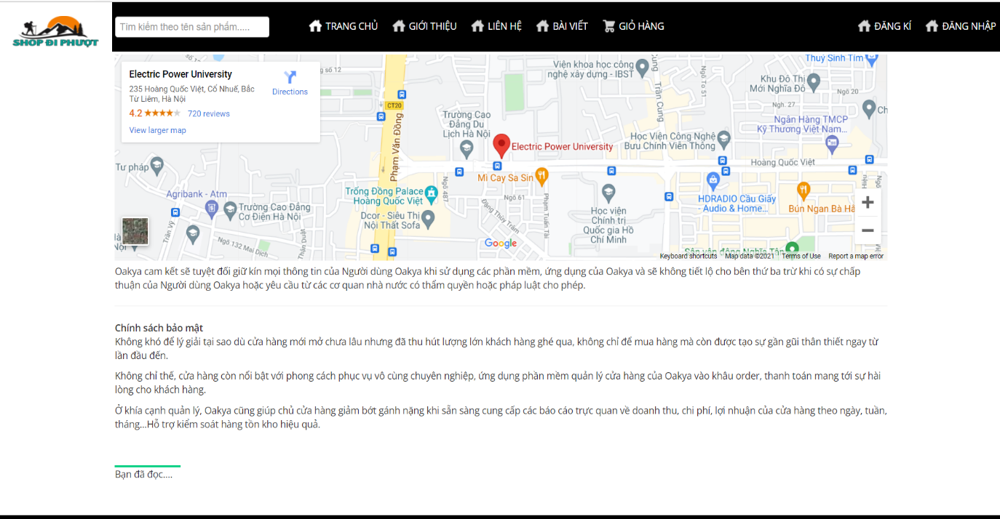 SHOP ĐI PHƯỢT
Tìm kiếm theo tên sản phẩm.....
TRANG CHỦ
GIỚI THIỆU
LIÊN HỆ
BÀI VIẾT
GIỎ HÀNG
ĐĂNG KÍ
ĐĂNG NHẬP
Electric Power University
235 Hoàng Quốc Việt, Cổ Nhuế, Bắc
Từ Liêm, Hà Nội
4.2
720 reviews
View larger map
Directions
g số 12
CT20
Phạm Văn Đồng
Trường Cao
Đẳng Du
Lịch Hà Nội
Viện khoa học công
nghệ xây dựng - IBST
Trần Cung
Ngõ Tô 51
Thuỷ Sinh Tím
Khu Đô Thị
Mới Nghĩa Đô
Ngõ 20
Ngh. 27
Ch
Ngân Hàng TMCP
Kỹ Thương Việt Nam...
Học Viện Công Nghệ
Bưu Chính Viễn Thông
Electric Power University
Hoàng Quốc Việt
Tư pháp
Mì Cay Sa Sin
Agribank - Atm
Trường Cao Đẳng
Cơ Điện Hà Nội
Trống Đồng Palace
Hoàng Quốc Việt
Dcor - Siêu Thị
Nội Thất Sofa
Ngõ 487
Ngõ 61
Đặng Thùy Trâm
Phạm Tuấn Tài
Học viện
Chính trị
Quốc gia Hồ
Chí Minh
HDRADIO Cầu Giấy
- Audio & Home...
Bún Ngan Bà Hà
Trần Vỹ
Ngõ 132 Mai Dịch
Google
Sân vận động Nghĩa Tân
Keyboard shortcuts
Map data ©2021
Terms of Use
Report a map error
Oakya cam kết sẽ tuyệt đối giữ kín mọi thông tin của Người dùng Oakya khi sử dụng các phần mềm, ứng dụng của Oakya và sẽ không tiết lộ cho bên thứ ba trừ khi có sự chấp
thuận của Người dùng Oakya hoặc yêu cầu từ các cơ quan nhà nước có thẩm quyền hoặc pháp luật cho phép.
Chính sách bảo mật
Không khó để lý giải tại sao dù cửa hàng mới mở chưa lâu nhưng đã thu hút lượng lớn khách hàng ghé qua, không chỉ để mua hàng mà còn được tạo sự gần gũi thân thiết ngay từ
lần đầu đến.
Không chỉ thế, cửa hàng còn nổi bật với phong cách phục vụ vô cùng chuyên nghiệp, ứng dụng phần mềm quản lý cửa hàng của Oakya vào khâu order, thanh toán mang tới sự hài
lòng cho khách hàng.
Ở khía cạnh quản lý, Oakya cũng giúp chủ cửa hàng giảm bớt gánh nặng khi sẵn sàng cung cấp các báo cáo trực quan về doanh thu, chi phí, lợi nhuận của cửa hàng theo ngày, tuần,
tháng...Hỗ trợ kiểm soát hàng tồn kho hiệu quả.
Bạn đã đọc....